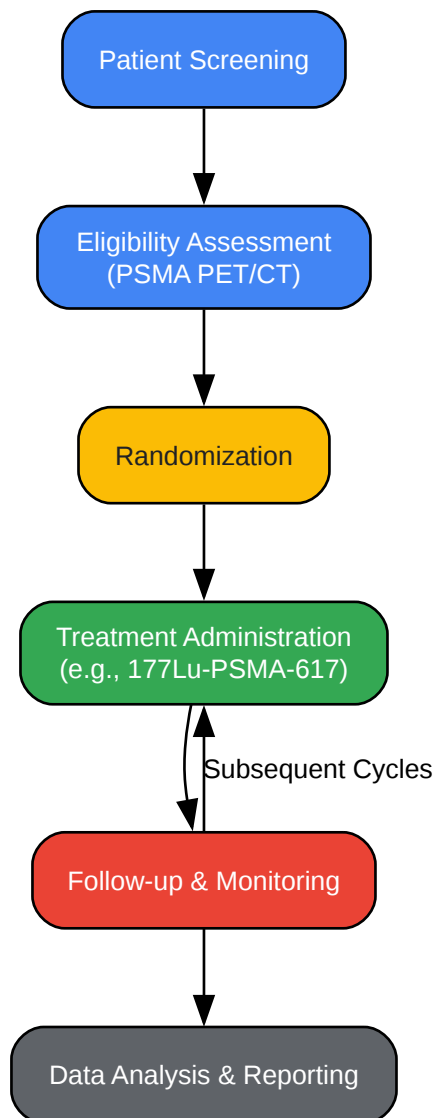 Patient Screening
Eligibility Assessment
(PSMA PET/CT)
Randomization
Treatment Administration
(e.g., 177Lu-PSMA-617)
Subsequent Cycles
Follow-up & Monitoring
Data Analysis & Reporting